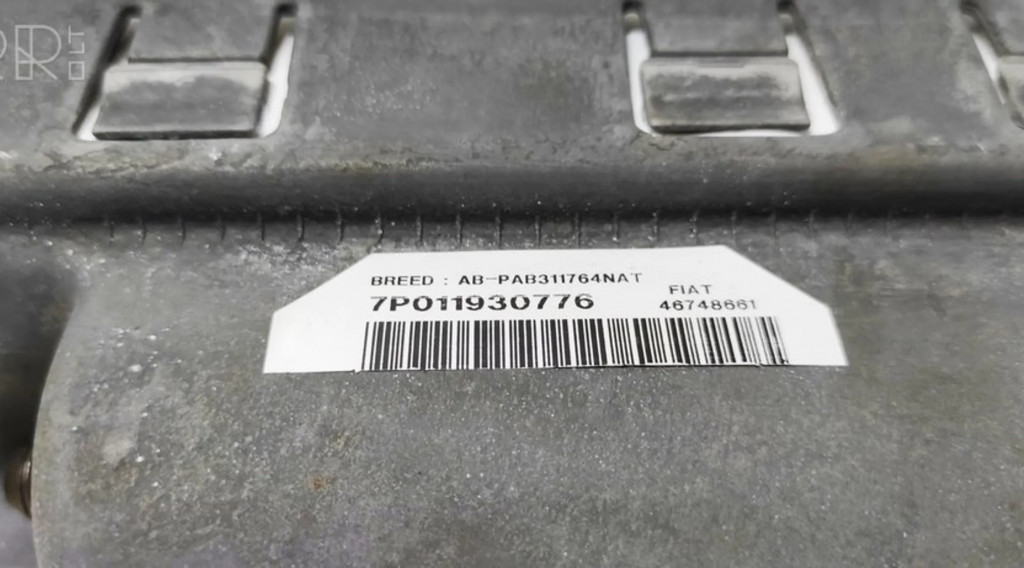 BREED : AB-PAB311764NAT
7P011930776
FIAT
46748661